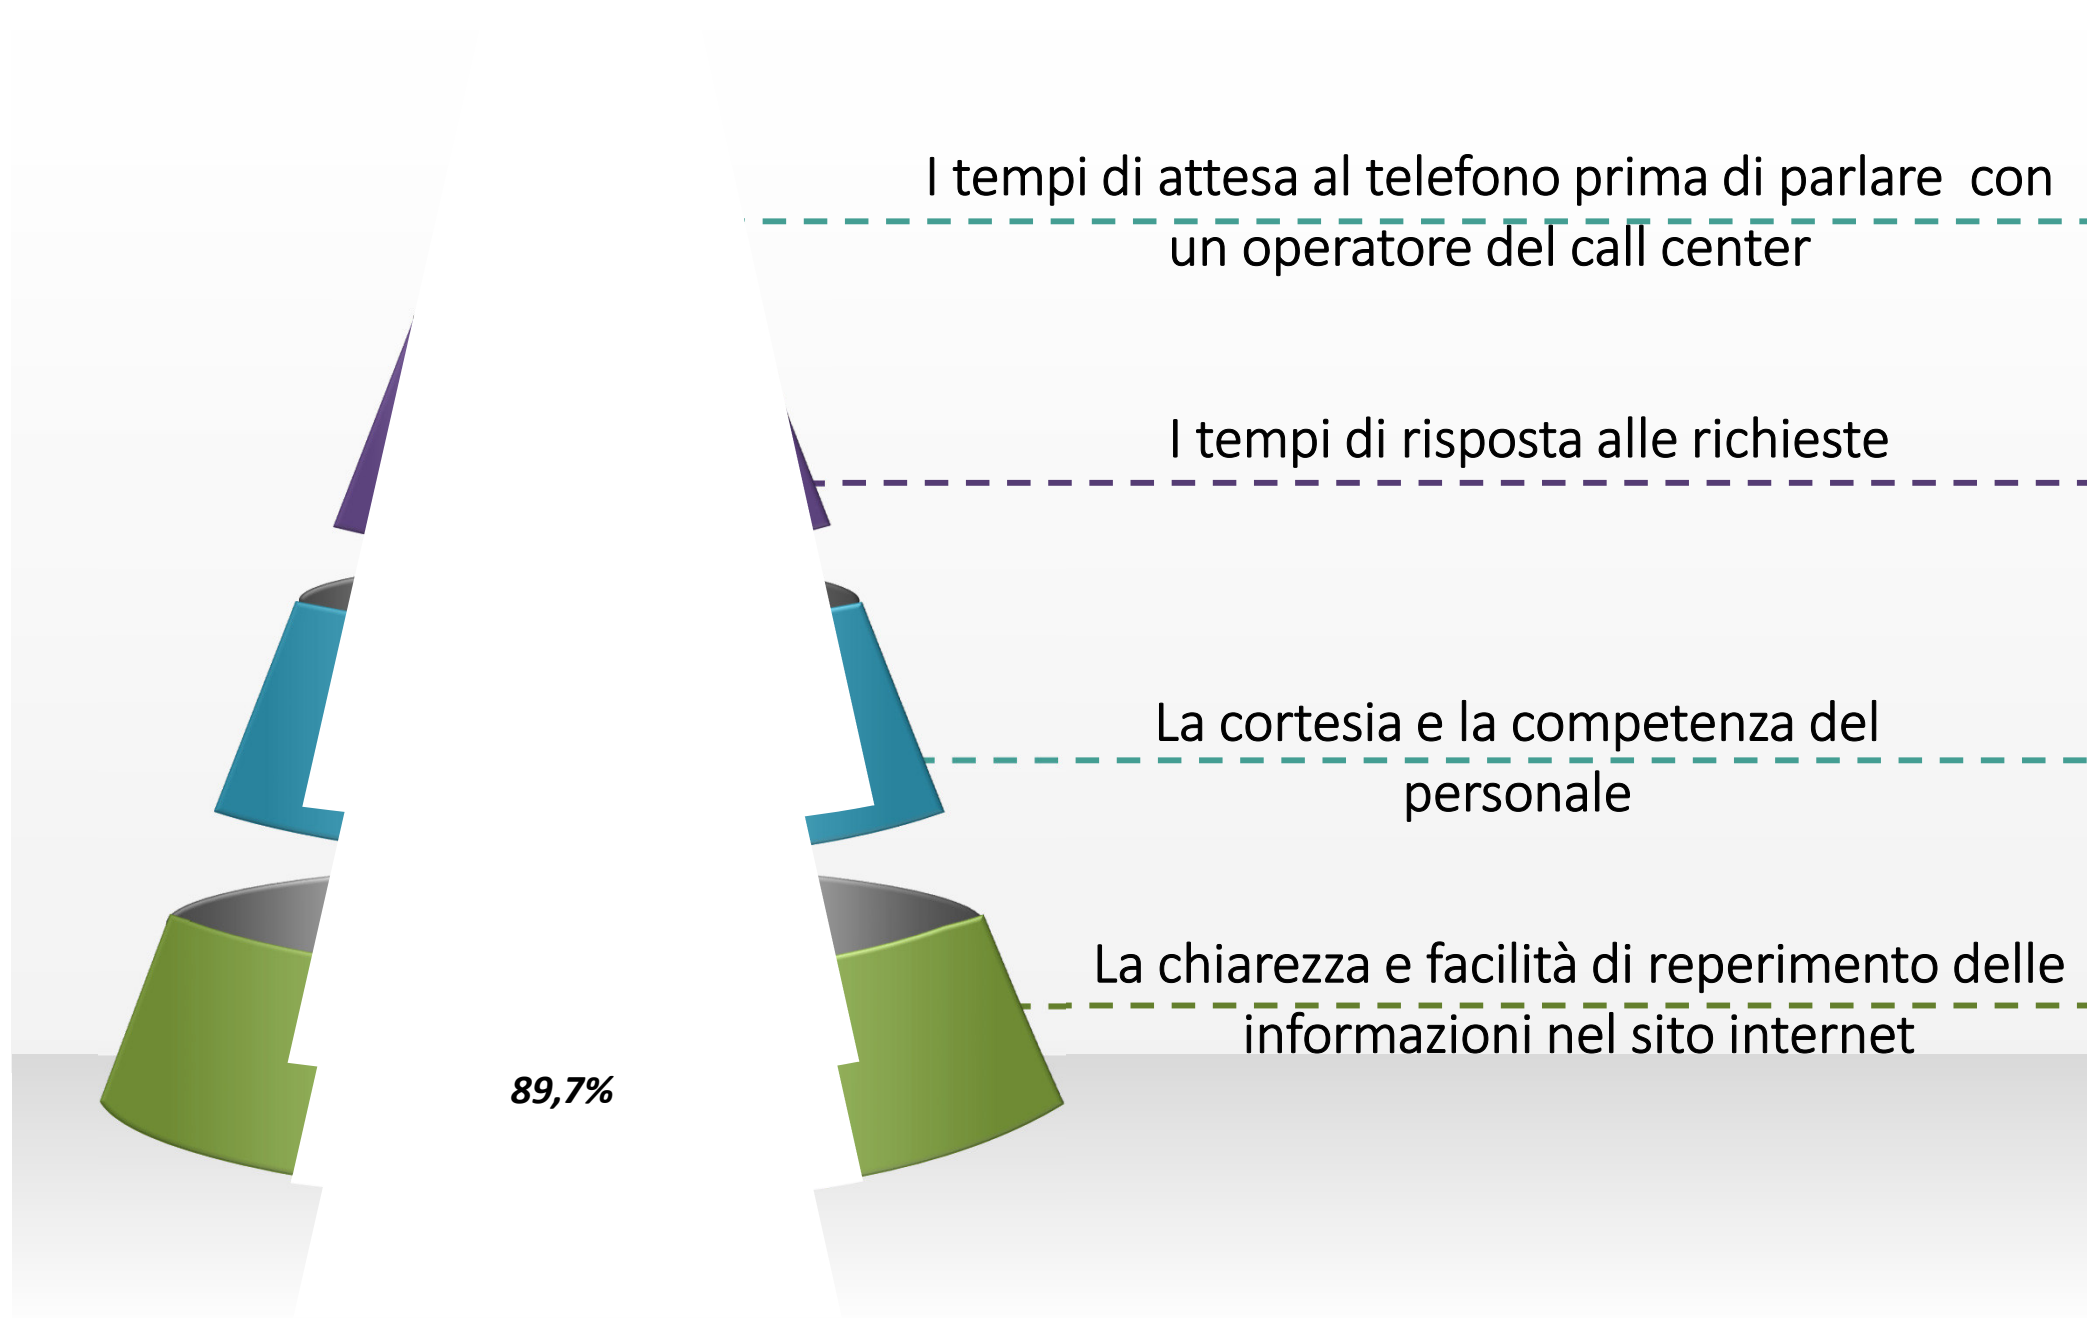 I tempi di attesa al telefono prima di parlare  con
un operatore del call center
I tempi di risposta alle richieste
La cortesia e la competenza del
personale
La chiarezza e facilità di reperimento delle
informazioni nel sito internet
89,7%